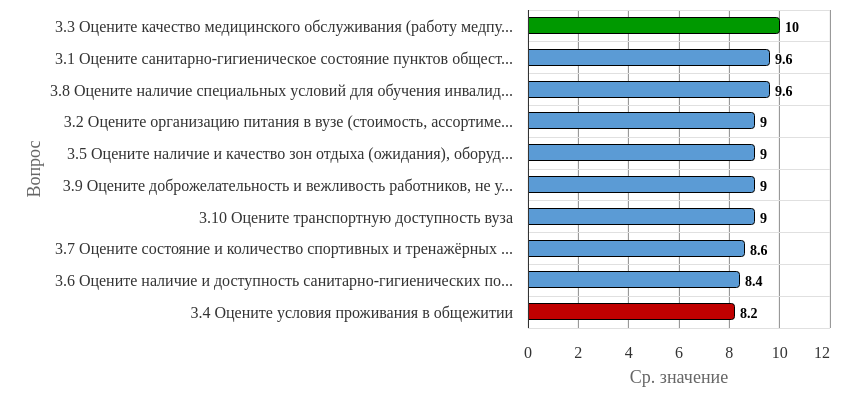 3.3 Оцените качество медицинского обслуживания (работу медпу... 10
3.1 Оцените санитарно-гигиеническое состояние пунктов общест... 9.6
3.8 Оцените наличие специальных условий для обучения инвалид... 9.6
3.2 Оцените организацию питания в вузе (стоимость, ассортиме... 9
3.5 Оцените наличие и качество зон отдыха (ожидания), оборуд... 9
3.9 Оцените доброжелательность и вежливость работников, не у... 9
3.10 Оцените транспортную доступность вуза 9
3.7 Оцените состояние и количество спортивных и тренажёрных ... 8.6
3.6 Оцените наличие и доступность санитарно-гигиенических по... 8.4
3.4 Оцените условия проживания в общежитии 8.2
Вопрос
0 2 4 6 8 10 12
Ср. значение